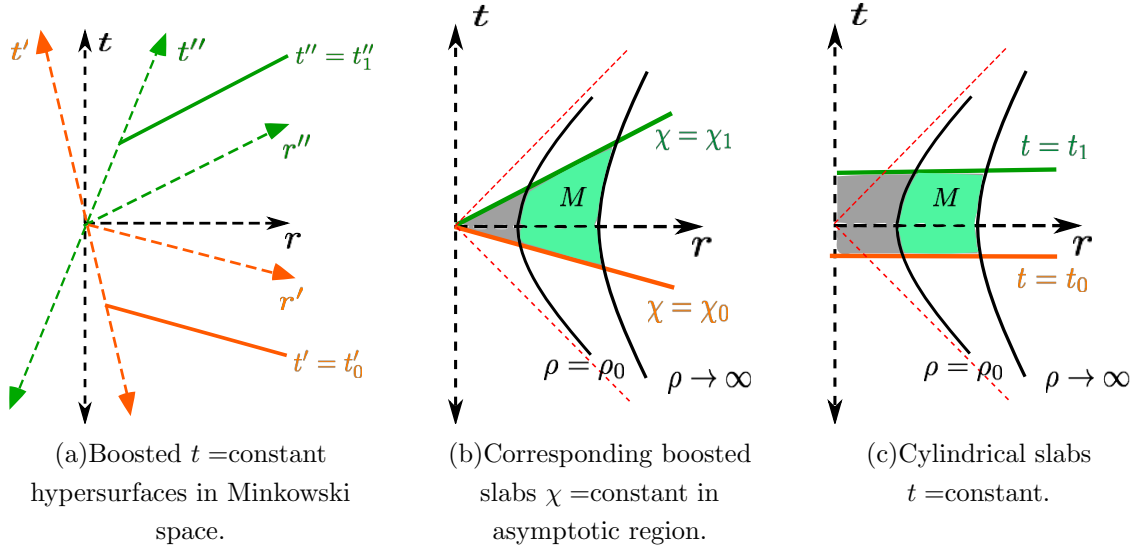 t
t'
t''
t'' = t''₁
r''
r
r'
t' = t'₀
(a)Boosted t =constant
hypersurfaces in Minkowski
space.
t
χ = χ₁
M
r
χ = χ₀
ρ = ρ₀
ρ → ∞
(b)Corresponding boosted
slabs χ =constant in
asymptotic region.
t
t = t₁
M
r
t = t₀
ρ = ρ₀
ρ → ∞
(c)Cylindrical slabs
t =constant.